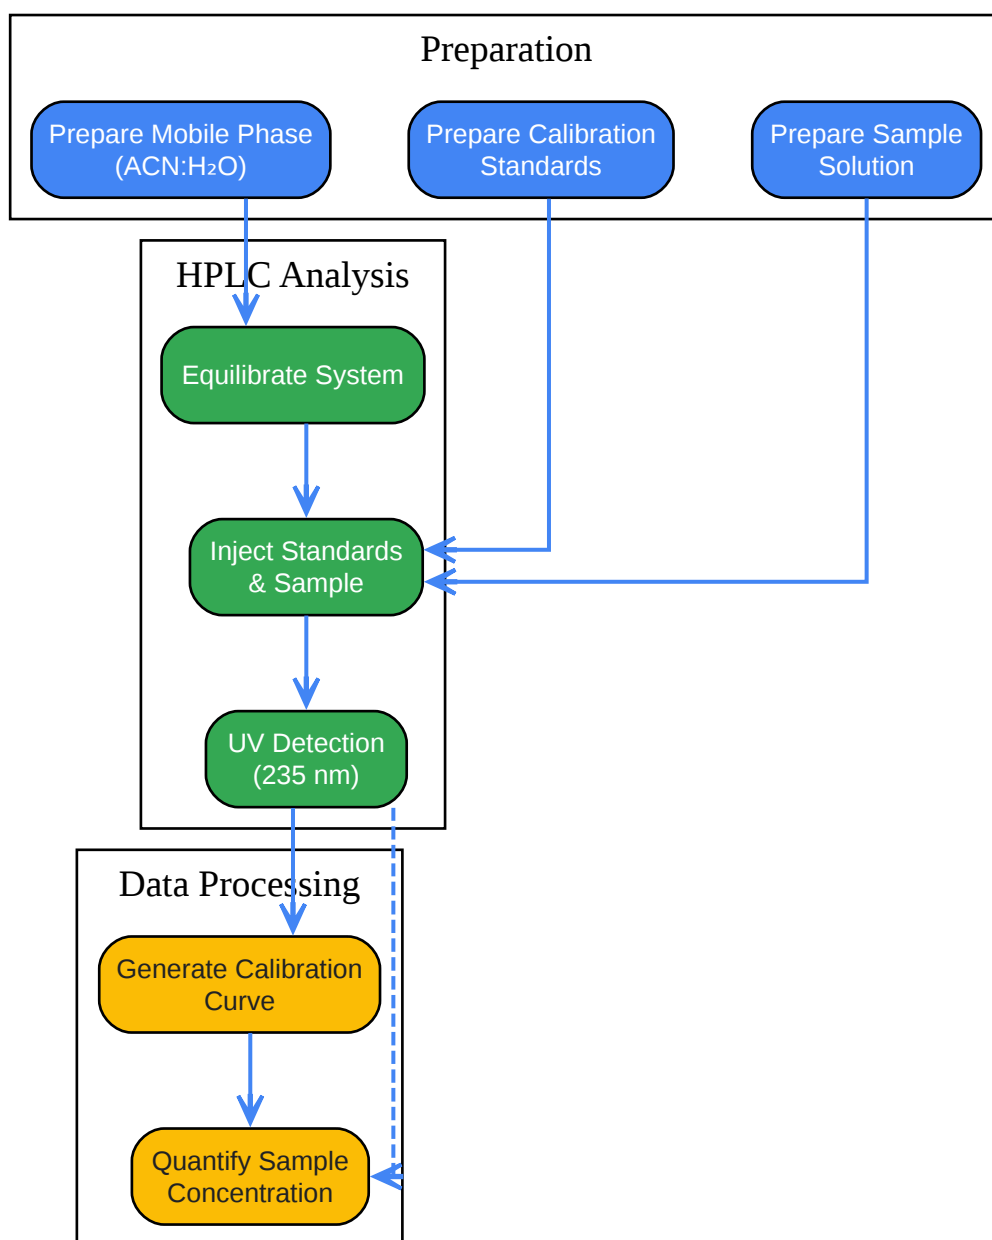 Preparation
Prepare Mobile Phase
(ACN:H₂O)
Prepare Calibration
Standards
Prepare Sample
Solution
HPLC Analysis
Equilibrate System
Inject Standards
& Sample
UV Detection
(235 nm)
Data Processing
Generate Calibration
Curve
Quantify Sample
Concentration